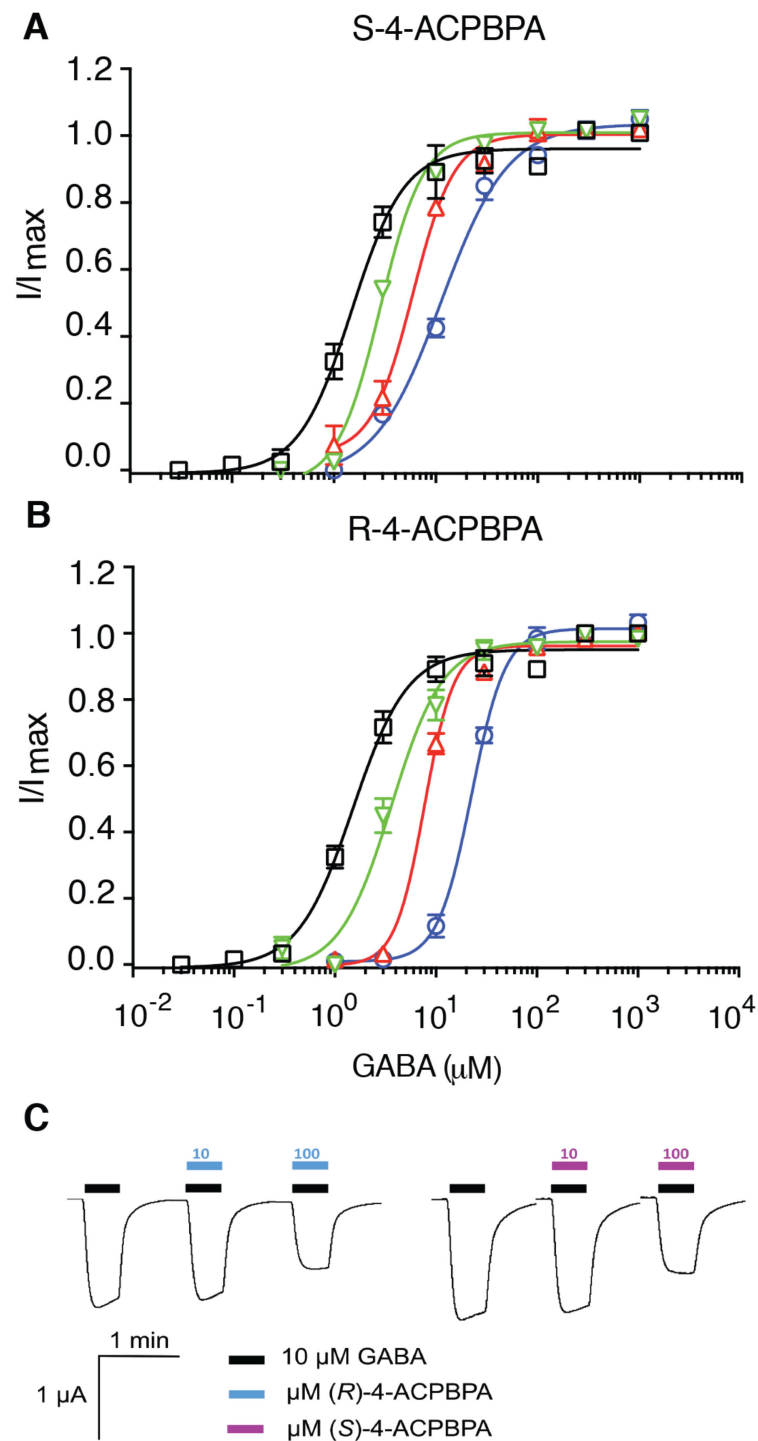 A
S-4-ACPBPA
1.2
1.0
0.8
0.6
0.4
0.2
0.0
I/Imax
B
R-4-ACPBPA
1.2
1.0
0.8
0.6
0.4
0.2
0.0
I/Imax
10-2 10-1 100 101 102 103 104
GABA (μM)
C
10 100 10 100
1 min
1 μA
10 μM GABA
μM (R)-4-ACPBPA
μM (S)-4-ACPBPA